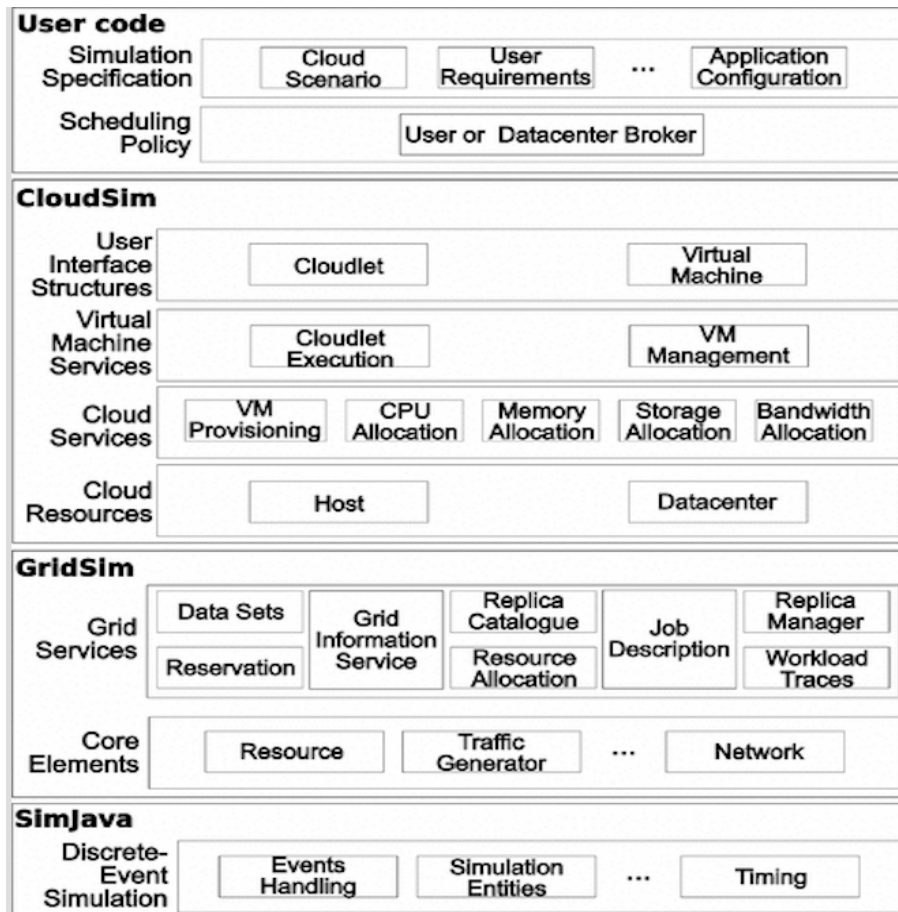 User code
Simulation
Specification
Cloud
Scenario
User
Requirements
...
Application
Configuration
Scheduling
Policy
User or Datacenter Broker
CloudSim
User
Interface
Structures
Cloudlet
Virtual
Machine
Virtual
Machine
Services
Cloudlet
Execution
VM
Management
Cloud
Services
VM
Provisioning
CPU
Allocation
Memory
Allocation
Storage
Allocation
Bandwidth
Allocation
Cloud
Resources
Host
Datacenter
GridSim
Grid
Services
Data Sets
Reservation
Grid
Information
Service
Replica
Catalogue
Resource
Allocation
Job
Description
Replica
Manager
Workload
Traces
Core
Elements
Resource
Traffic
Generator
...
Network
SimJava
Discrete-
Event
Simulation
Events
Handling
Simulation
Entities
...
Timing